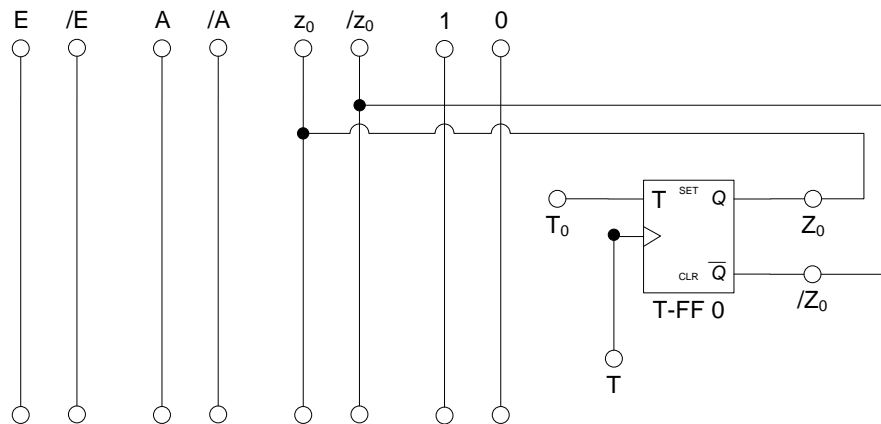 E /E A /A z₀ /z₀ 1 0
T SET Q
T₀ Z₀
CLR Q̅
/Z₀
T-FF 0
T